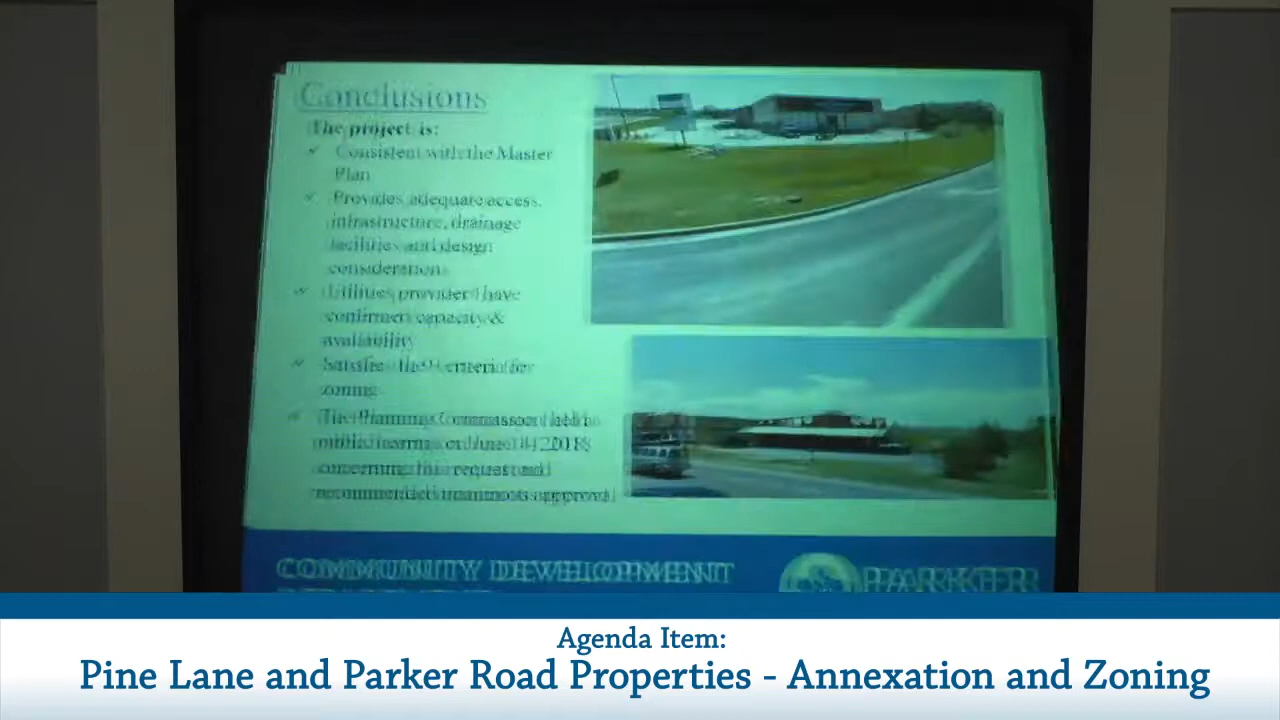 Conclusions
The project is:
✓ Consistent with the Master
Plan
✓ Provides adequate access,
infrastructure, drainage
facilities and design
considerations
✓ Utilities providers have
confirmed capacity &
availability
✓ Satisfies the criteria for
zoning
✓ The Planning Commission held a
public hearing on June 14, 2018
concerning this request and
recommended unanimous approval
COMMUNITY DEVELOPMENT
PARKER
Agenda Item:
Pine Lane and Parker Road Properties - Annexation and Zoning